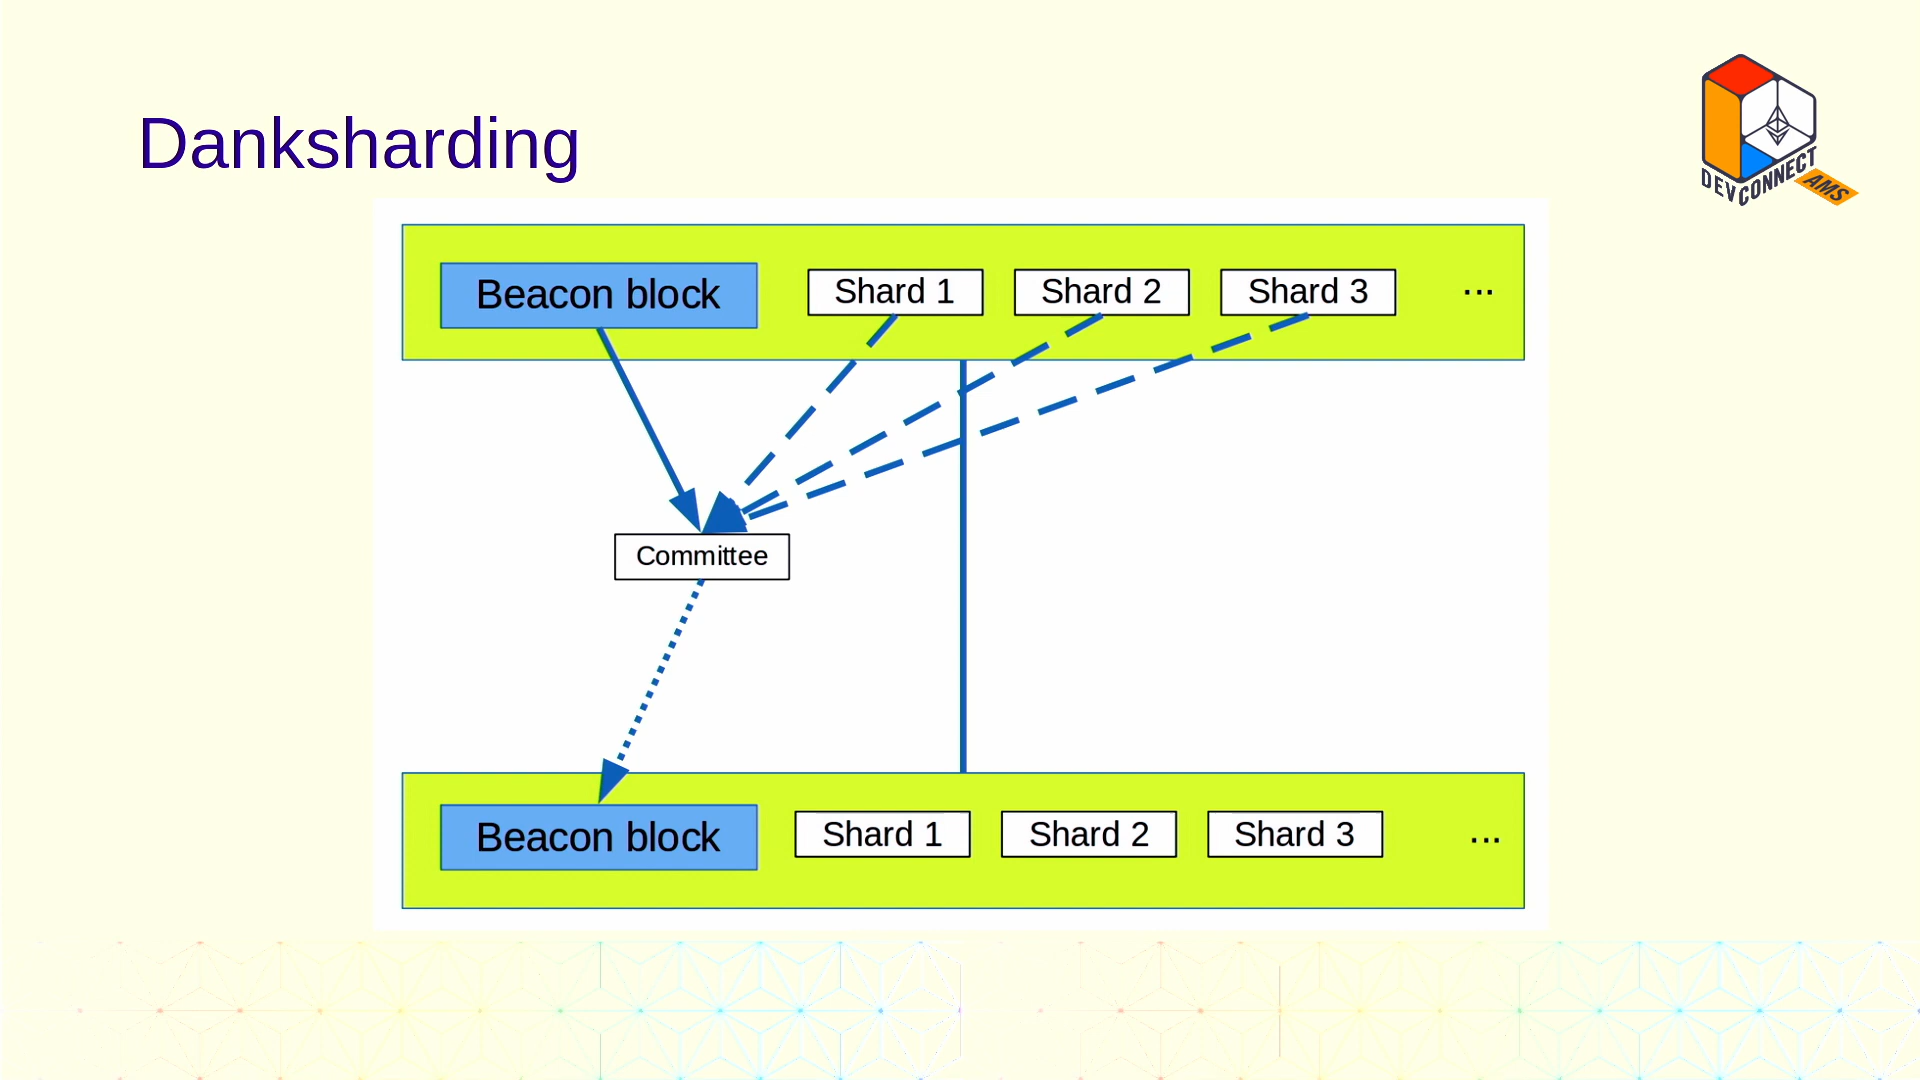 Danksharding
DEVCONNECT
AMS
Beacon block
Shard 1
Shard 2
Shard 3
...
Committee
Beacon block
Shard 1
Shard 2
Shard 3
...